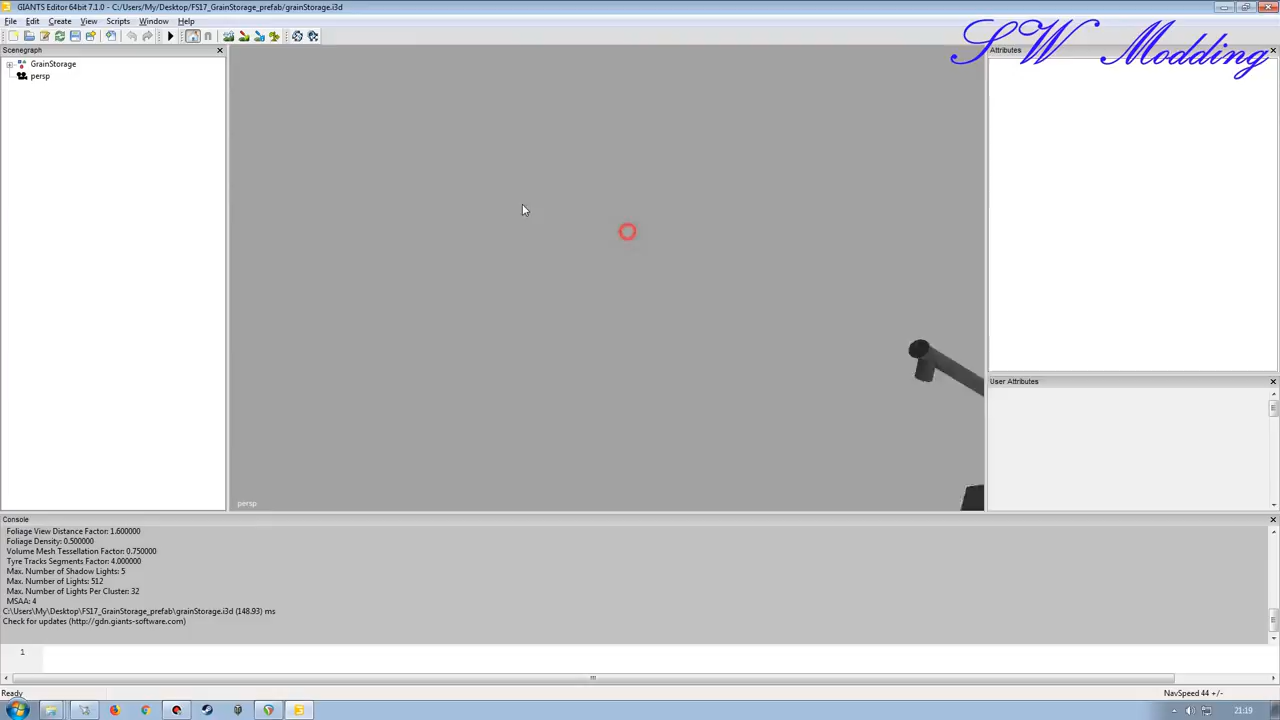 GIANTS Editor 64bit 7.1.0 - C:/Users/My/Desktop/FS17_GrainStorage_prefab/grainStorage.i3d
File Edit Create View Scripts Window Help
SW Modding
Scenegraph
Attributes
GrainStorage
persp
User Attributes
persp
Console
Foliage View Distance Factor: 1.600000
Foliage Density: 0.500000
Volume Mesh Tessellation Factor: 0.750000
Tyre Tracks Segments Factor: 4.000000
Max. Number of Shadow Lights: 5
Max. Number of Lights: 512
Max. Number of Lights Per Cluster: 32
MSAA: 4
C:\Users\My\Desktop\FS17_GrainStorage_prefab\grainStorage.i3d (148.93) ms
Check for updates (http://gdn.giants-software.com)
1
Ready
NavSpeed 44 +/-
21:19